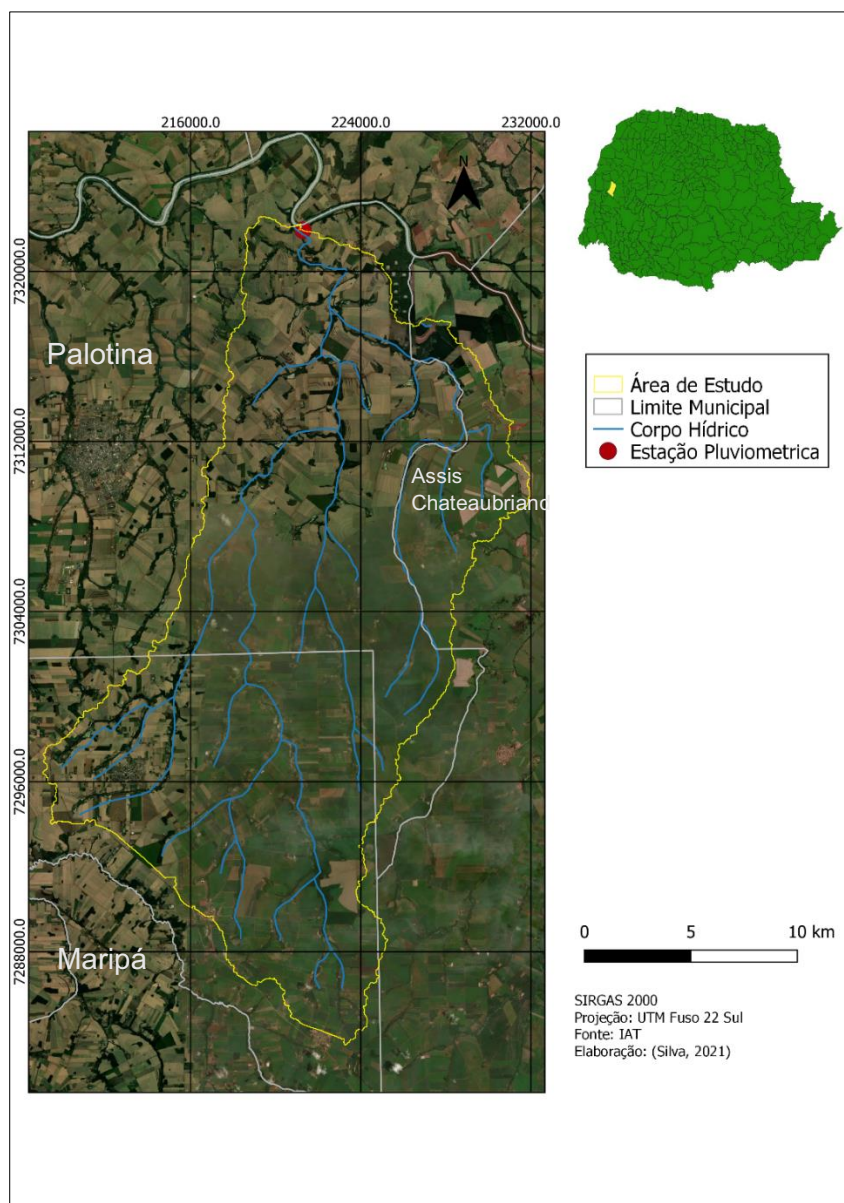 216000.0
224000.0
232000.0
N
7320000.0
7312000.0
7304000.0
7296000.0
7288000.0
Palotina
Assis
Chateaubriand
Maripá
Área de Estudo
Limite Municipal
Corpo Hídrico
Estação Pluviometrica
0
5
10 km
SIRGAS 2000
Projeção: UTM Fuso 22 Sul
Fonte: IAT
Elaboração: (Silva, 2021)